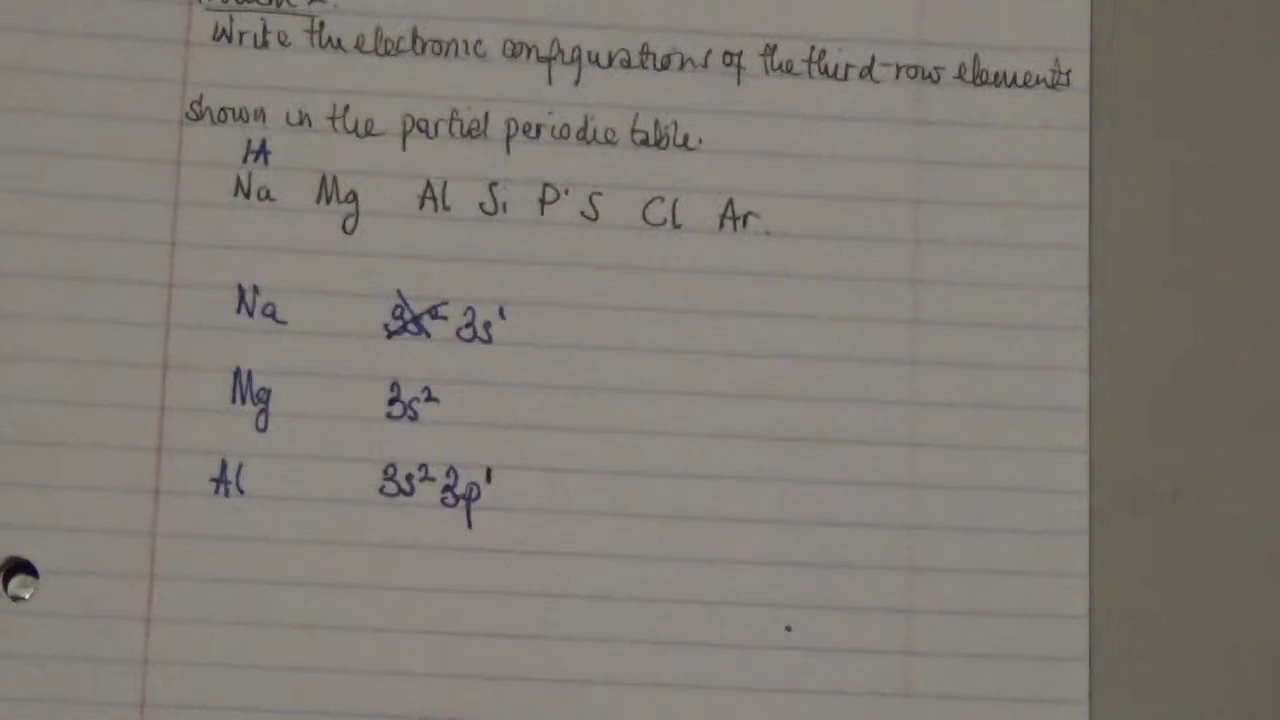 Write the electronic configurations of the third-row elements
shown in the partiel periodic table.
IA
Na Mg Al Si P S Cl Ar.
Na 3s¹
Mg 3s²
Al 3s² 3p¹